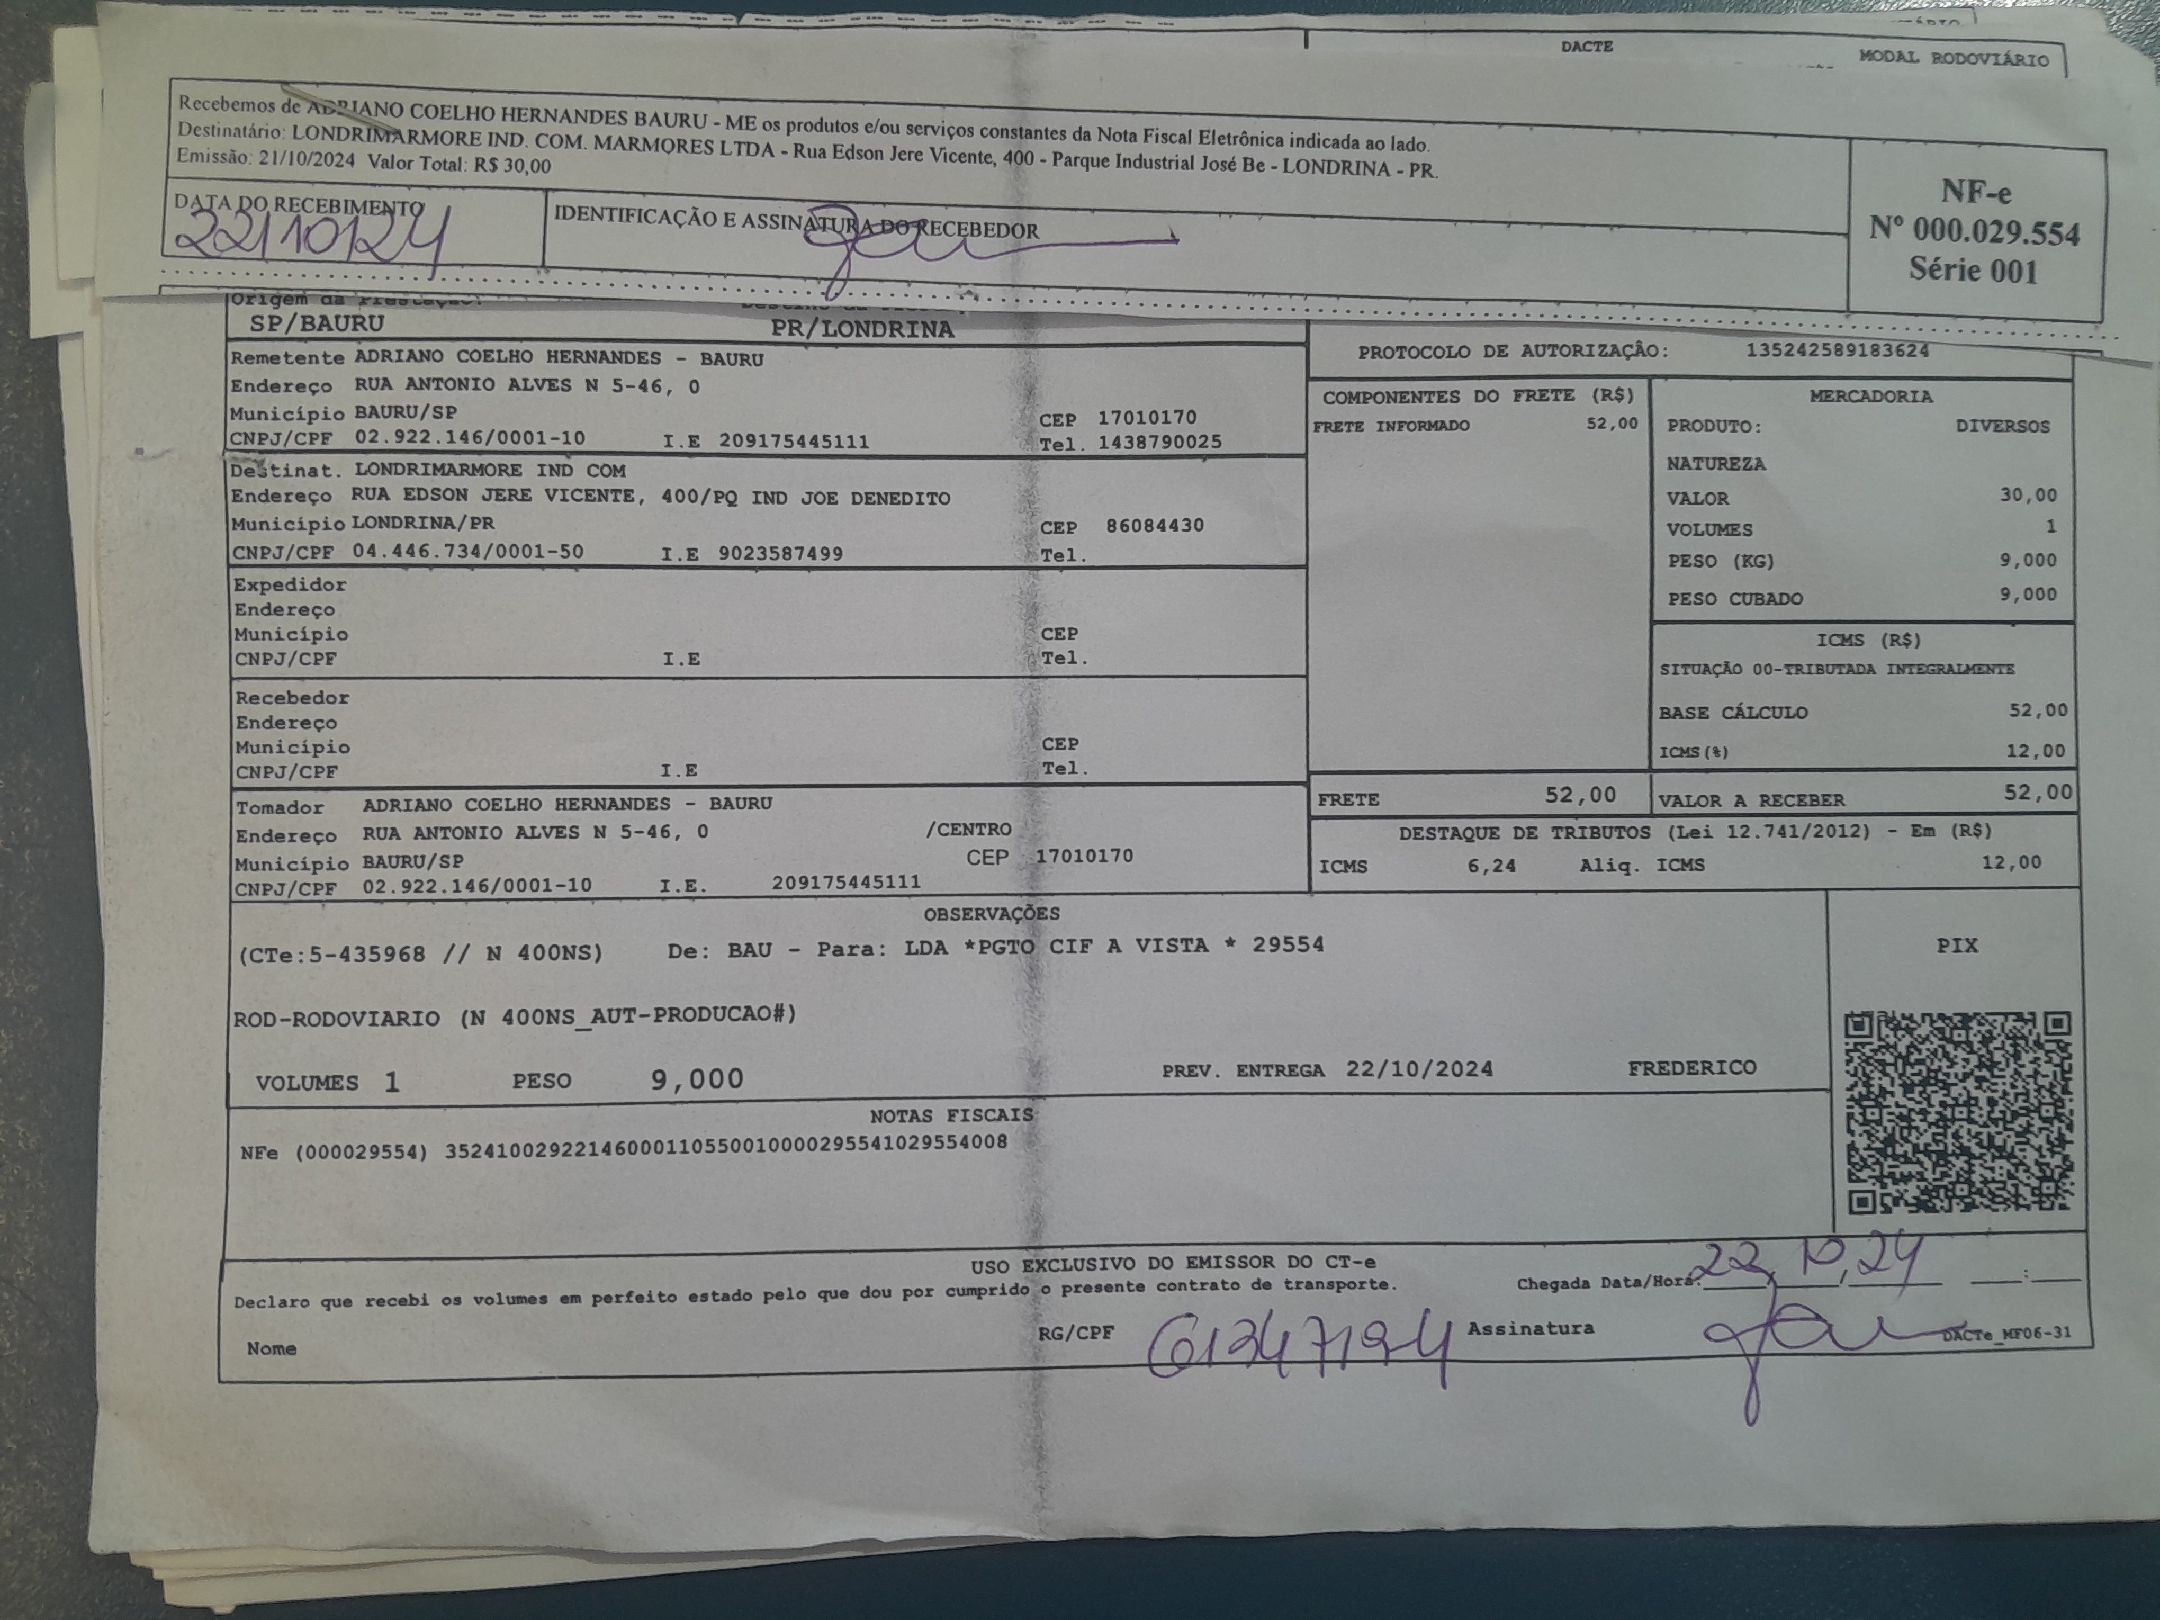 DACTE
MODAL RODOVIÁRIO
Recebemos de ADRIANO COELHO HERNANDES BAURU - ME os produtos e/ou serviços constantes da Nota Fiscal Eletrônica indicada ao lado.
Destinatário: LONDRIMARMORE IND. COM. MARMORES LTDA - Rua Edson Jere Vicente, 400 - Parque Industrial José Be - LONDRINA - PR.
Emissão: 21/10/2024 Valor Total: R$ 30,00
DATA DO RECEBIMENTO
22/10/24
IDENTIFICAÇÃO E ASSINATURA DO RECEBEDOR
NF-e
Nº 000.029.554
Série 001
Origem da Prestação:
SP/BAURU PR/LONDRINA
Remetente ADRIANO COELHO HERNANDES - BAURU
Endereço RUA ANTONIO ALVES N 5-46, 0
Município BAURU/SP CEP 17010170
CNPJ/CPF 02.922.146/0001-10 I.E 209175445111 Tel. 1438790025
Destinat. LONDRIMARMORE IND COM
Endereço RUA EDSON JERE VICENTE, 400/PQ IND JOE DENEDITO
Município LONDRINA/PR CEP 86084430
CNPJ/CPF 04.446.734/0001-50 I.E 9023587499 Tel.
Expedidor
Endereço
Município CEP
CNPJ/CPF I.E Tel.
Recebedor
Endereço
Município CEP
CNPJ/CPF I.E Tel.
Tomador ADRIANO COELHO HERNANDES - BAURU
Endereço RUA ANTONIO ALVES N 5-46, 0 /CENTRO
Município BAURU/SP CEP 17010170
CNPJ/CPF 02.922.146/0001-10 I.E. 209175445111
PROTOCOLO DE AUTORIZAÇÃO: 135242589183624
COMPONENTES DO FRETE (R$)
FRETE INFORMADO 52,00
MERCADORIA
PRODUTO: DIVERSOS
NATUREZA
VALOR 30,00
VOLUMES 1
PESO (KG) 9,000
PESO CUBADO 9,000
ICMS (R$)
SITUAÇÃO 00-TRIBUTADA INTEGRALMENTE
BASE CÁLCULO 52,00
ICMS(%) 12,00
FRETE 52,00 VALOR A RECEBER 52,00
DESTAQUE DE TRIBUTOS (Lei 12.741/2012) - Em (R$)
ICMS 6,24 Aliq. ICMS 12,00
OBSERVAÇÕES
(CTe:5-435968 // N 400NS) De: BAU - Para: LDA *PGTO CIF A VISTA * 29554
ROD-RODOVIARIO (N 400NS_AUT-PRODUCAO#)
VOLUMES 1 PESO 9,000 PREV. ENTREGA 22/10/2024 FREDERICO
PIX
NOTAS FISCAIS
NFe (000029554) 35241002922146000110550010000295541029554008
USO EXCLUSIVO DO EMISSOR DO CT-e
Declaro que recebi os volumes em perfeito estado pelo que dou por cumprido o presente contrato de transporte.
Chegada Data/Hora: 22,10,24 :
Nome RG/CPF 61347194 Assinatura
DACTe_MF06-31